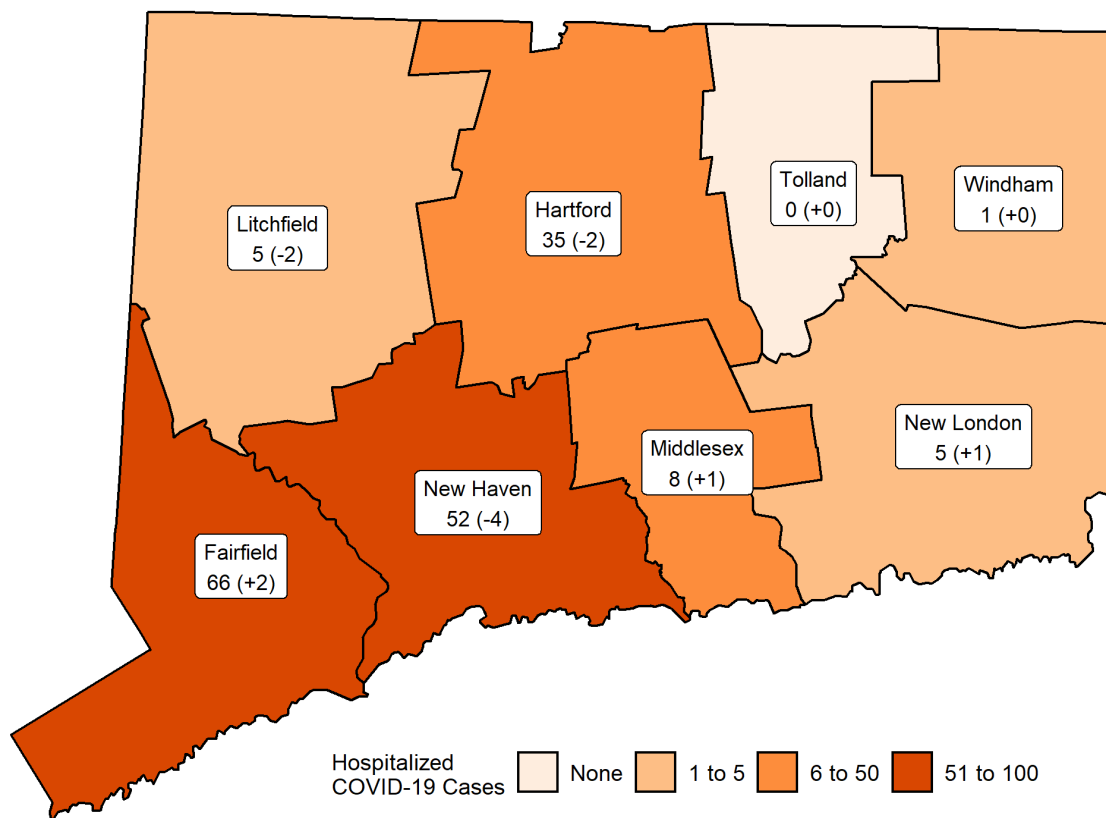 Tolland
0 (+0)
Windham
1 (+0)
Litchfield
5 (-2)
Hartford
35 (-2)
New London
5 (+1)
Middlesex
8 (+1)
New Haven
52 (-4)
Fairfield
66 (+2)
Hospitalized
COVID-19 Cases
None
1 to 5
6 to 50
51 to 100